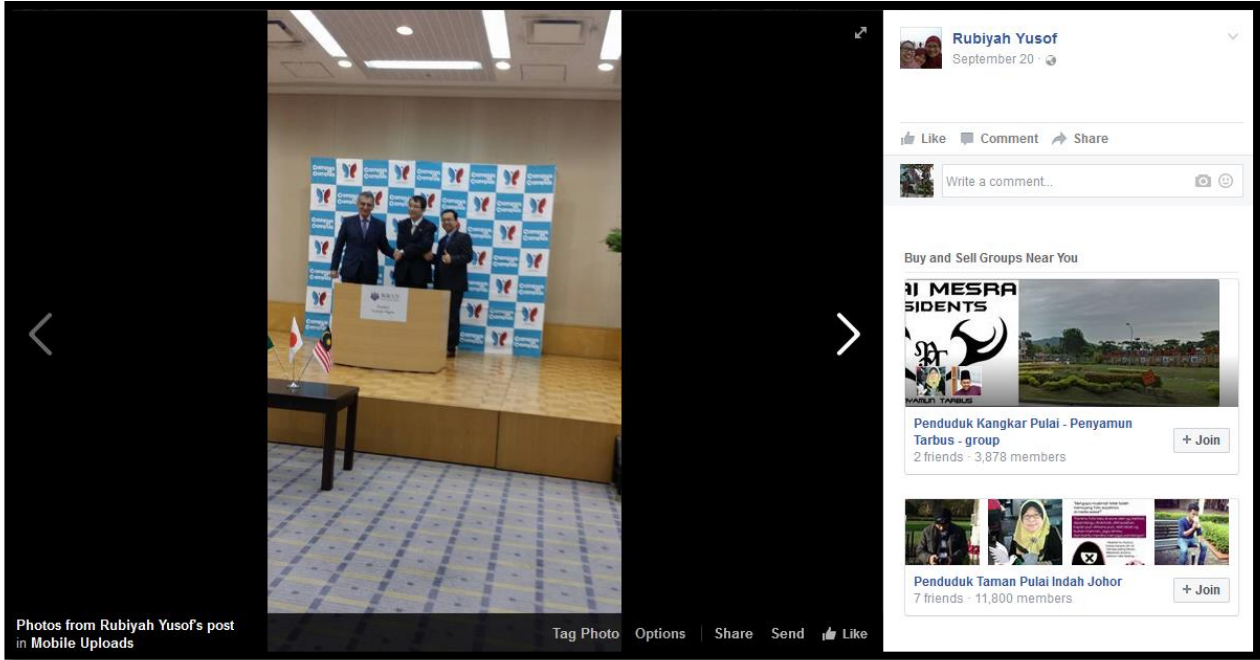 Rubiyah Yusof
September 20
Like Comment Share
Write a comment...
Buy and Sell Groups Near You
AI MESRA
SIDENTS
NYAMUN TARBUS
Penduduk Kangkar Pulai - Penyamun
Tarbus - group
2 friends · 3,878 members
+ Join
Penduduk Taman Pulai Indah Johor
7 friends · 11,800 members
+ Join
Photos from Rubiyah Yusof's post
in Mobile Uploads
Tag Photo Options Share Send Like